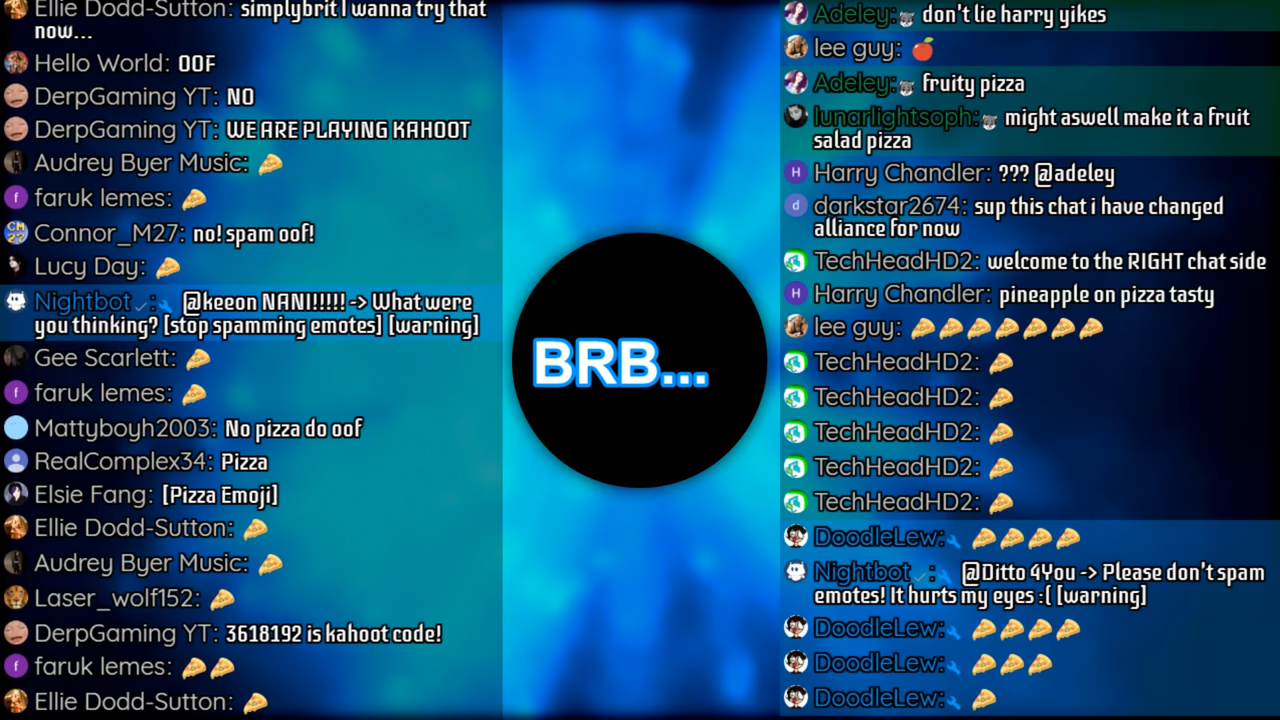 Ellie Dodd-Sutton: simplybrit I wanna try that
now...
Hello World: OOF
DerpGaming YT: NO
DerpGaming YT: WE ARE PLAYING KAHOOT
Audrey Byer Music: 🍕
faruk lemes: 🍕
Connor_M27: no! spam oof!
Lucy Day: 🍕
Nightbot ✓: @keeon NANI!!!!! -> What were
you thinking? [stop spamming emotes] [warning]
Gee Scarlett: 🍕
faruk lemes: 🍕
Mattyboyh2003: No pizza do oof
RealComplex34: Pizza
Elsie Fang: [Pizza Emoji]
Ellie Dodd-Sutton: 🍕
Audrey Byer Music: 🍕
Laser_wolf152: 🍕
DerpGaming YT: 3618192 is kahoot code!
faruk lemes: 🍕🍕
Ellie Dodd-Sutton: 🍕
BRB...
Adeley: don't lie harry yikes
lee guy: 🍎
Adeley: fruity pizza
lunarlightsoph: might aswell make it a fruit
salad pizza
Harry Chandler: ??? @adeley
darkstar2674: sup this chat i have changed
alliance for now
TechHeadHD2: welcome to the RIGHT chat side
Harry Chandler: pineapple on pizza tasty
lee guy: 🍕🍕🍕🍕🍕🍕🍕
TechHeadHD2: 🍕
TechHeadHD2: 🍕
TechHeadHD2: 🍕
TechHeadHD2: 🍕
TechHeadHD2: 🍕
DoodleLew: 🍕🍕🍕🍕
Nightbot ✓: @Ditto 4You -> Please don't spam
emotes! It hurts my eyes :( [warning]
DoodleLew: 🍕🍕🍕🍕
DoodleLew: 🍕🍕🍕
DoodleLew: 🍕